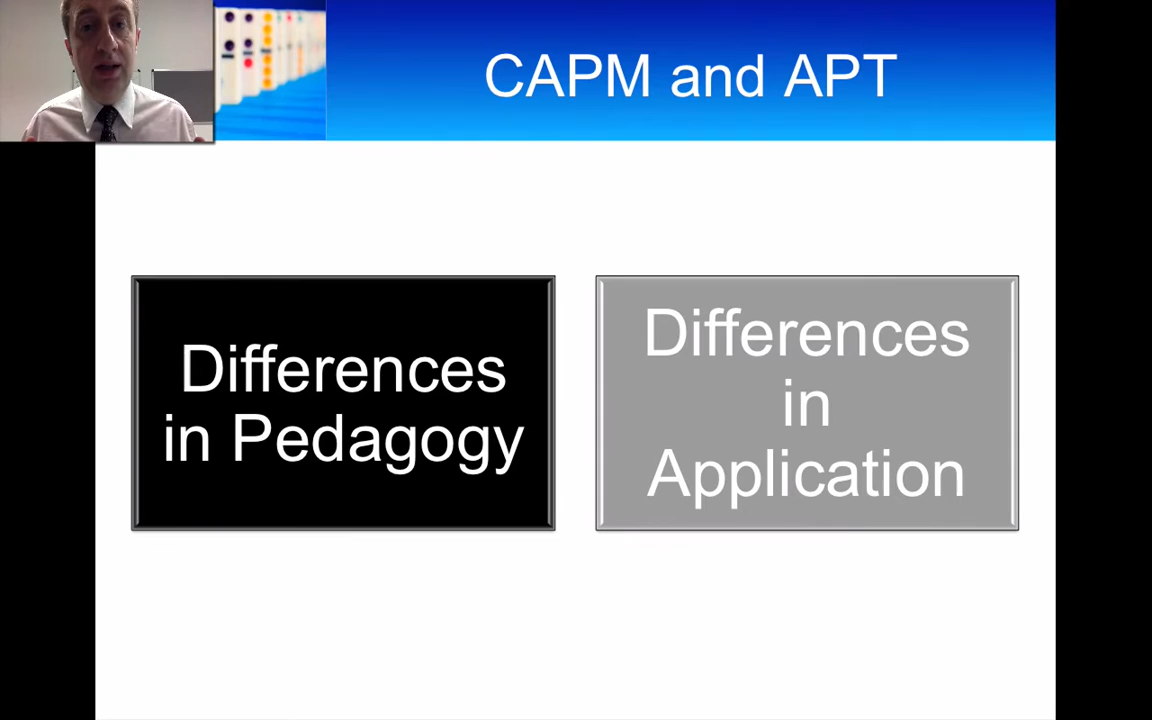 CAPM and APT
Differences
in Pedagogy
Differences
in
Application